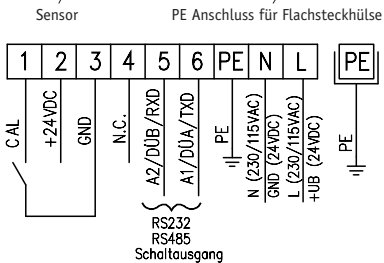 Sensor
PE Anschluss für Flachsteckhülse
1 2 3 4 5 6 PE N L PE
CAL
+24VDC
GND
N.C.
A2/DÜB/RXD
A1/DÜA/TXD
PE
N (230/115VAC)
GND (24VDC)
L (230/115VAC)
+UB (24VDC)
PE
RS232
RS485
Schaltausgang